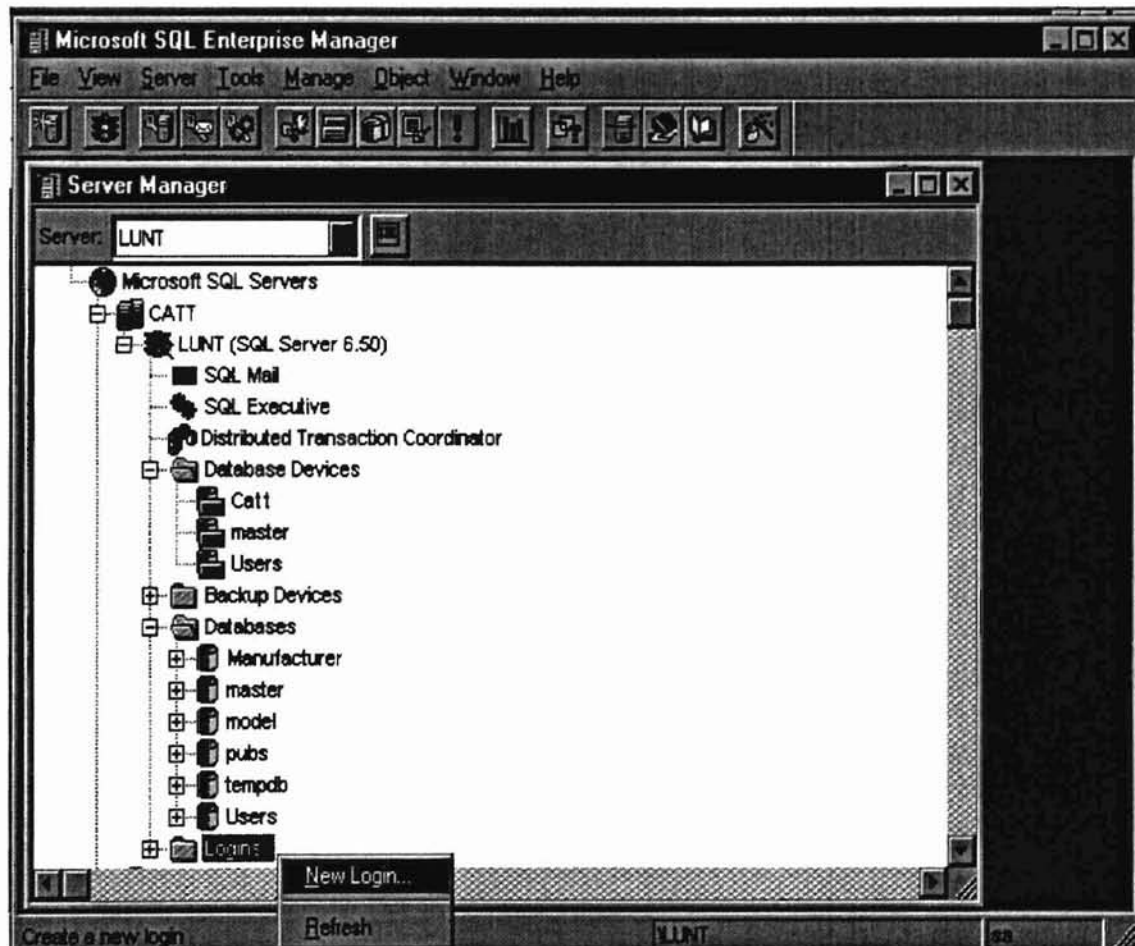 Microsoft SQL Enterprise Manager
File View Server Tools Manage Object Window Help
Server Manager
Server: LUNT
Microsoft SQL Servers
CATT
LUNT (SQL Server 6.50)
SQL Mail
SQL Executive
Distributed Transaction Coordinator
Database Devices
Catt
master
Users
Backup Devices
Databases
Manufacturer
master
model
pubs
tempdb
Users
Logins
New Login...
Refresh
Create a new login \LUNT sa